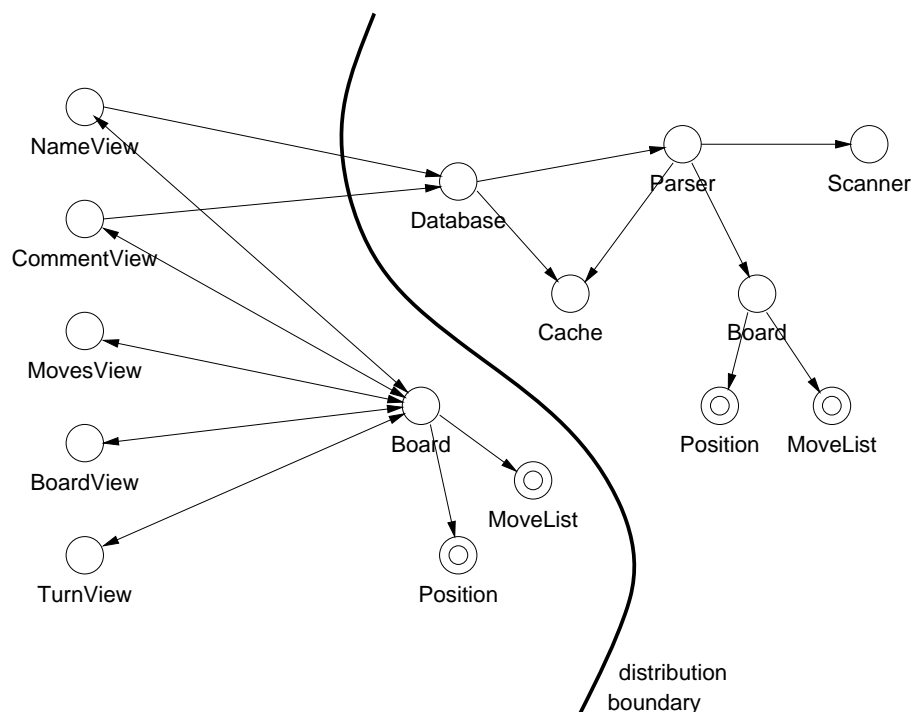 NameView
Parser
Scanner
Database
CommentView
Cache
Board
MovesView
Board
Position
MoveList
BoardView
MoveList
TurnView
Position
distribution
boundary